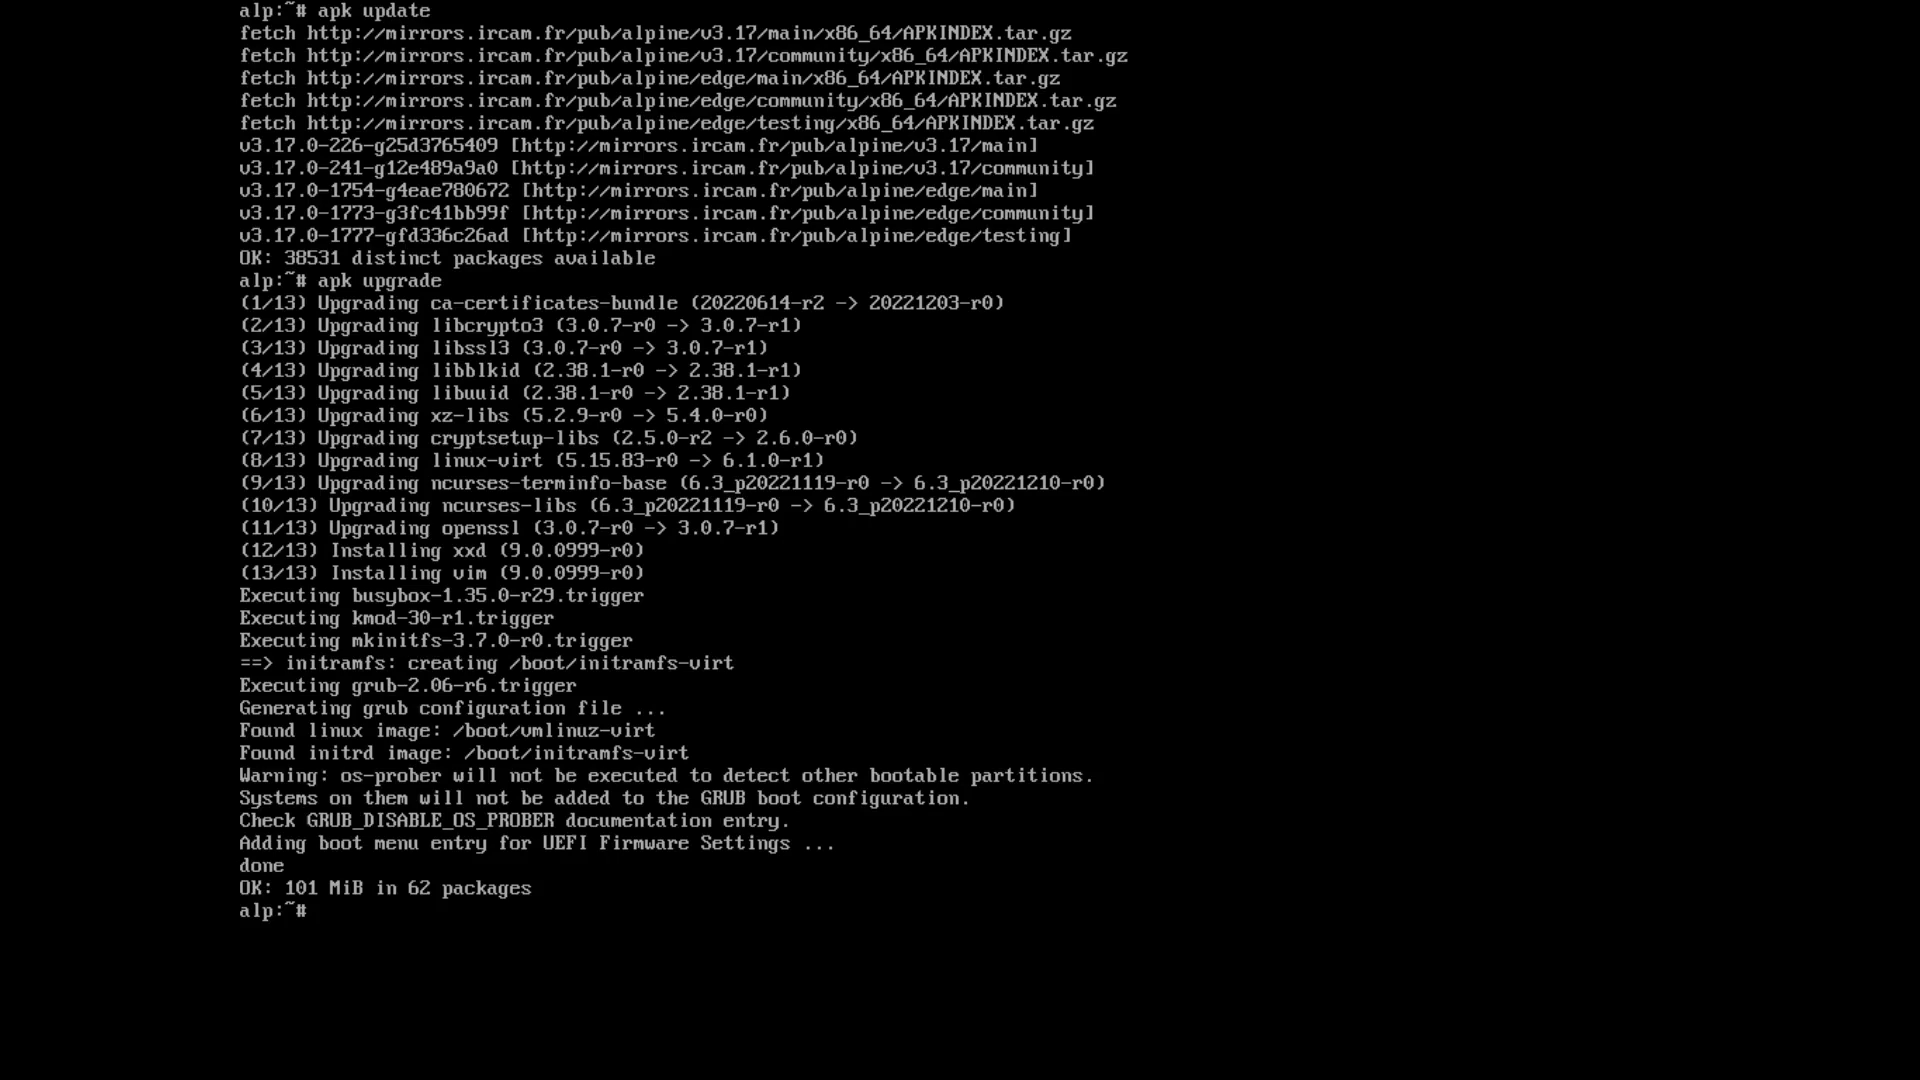 alp:~# apk update
fetch http://mirrors.ircam.fr/pub/alpine/v3.17/main/x86_64/APKINDEX.tar.gz
fetch http://mirrors.ircam.fr/pub/alpine/v3.17/community/x86_64/APKINDEX.tar.gz
fetch http://mirrors.ircam.fr/pub/alpine/edge/main/x86_64/APKINDEX.tar.gz
fetch http://mirrors.ircam.fr/pub/alpine/edge/community/x86_64/APKINDEX.tar.gz
fetch http://mirrors.ircam.fr/pub/alpine/edge/testing/x86_64/APKINDEX.tar.gz
v3.17.0-226-g25d3765409 [http://mirrors.ircam.fr/pub/alpine/v3.17/main]
v3.17.0-241-g12e489a9a0 [http://mirrors.ircam.fr/pub/alpine/v3.17/community]
v3.17.0-1754-g4eae780672 [http://mirrors.ircam.fr/pub/alpine/edge/main]
v3.17.0-1773-g3fc41bb99f [http://mirrors.ircam.fr/pub/alpine/edge/community]
v3.17.0-1777-gfd336c26ad [http://mirrors.ircam.fr/pub/alpine/edge/testing]
OK: 38531 distinct packages available
alp:~# apk upgrade
(1/13) Upgrading ca-certificates-bundle (20220614-r2 -> 20221203-r0)
(2/13) Upgrading libcrypto3 (3.0.7-r0 -> 3.0.7-r1)
(3/13) Upgrading libssl3 (3.0.7-r0 -> 3.0.7-r1)
(4/13) Upgrading libblkid (2.38.1-r0 -> 2.38.1-r1)
(5/13) Upgrading libuuid (2.38.1-r0 -> 2.38.1-r1)
(6/13) Upgrading xz-libs (5.2.9-r0 -> 5.4.0-r0)
(7/13) Upgrading cryptsetup-libs (2.5.0-r2 -> 2.6.0-r0)
(8/13) Upgrading linux-virt (5.15.83-r0 -> 6.1.0-r1)
(9/13) Upgrading ncurses-terminfo-base (6.3_p20221119-r0 -> 6.3_p20221210-r0)
(10/13) Upgrading ncurses-libs (6.3_p20221119-r0 -> 6.3_p20221210-r0)
(11/13) Upgrading openssl (3.0.7-r0 -> 3.0.7-r1)
(12/13) Installing xxd (9.0.0999-r0)
(13/13) Installing vim (9.0.0999-r0)
Executing busybox-1.35.0-r29.trigger
Executing kmod-30-r1.trigger
Executing mkinitfs-3.7.0-r0.trigger
==> initramfs: creating /boot/initramfs-virt
Executing grub-2.06-r6.trigger
Generating grub configuration file ...
Found linux image: /boot/vmlinuz-virt
Found initrd image: /boot/initramfs-virt
Warning: os-prober will not be executed to detect other bootable partitions.
Systems on them will not be added to the GRUB boot configuration.
Check GRUB_DISABLE_OS_PROBER documentation entry.
Adding boot menu entry for UEFI Firmware Settings ...
done
OK: 101 MiB in 62 packages
alp:~#